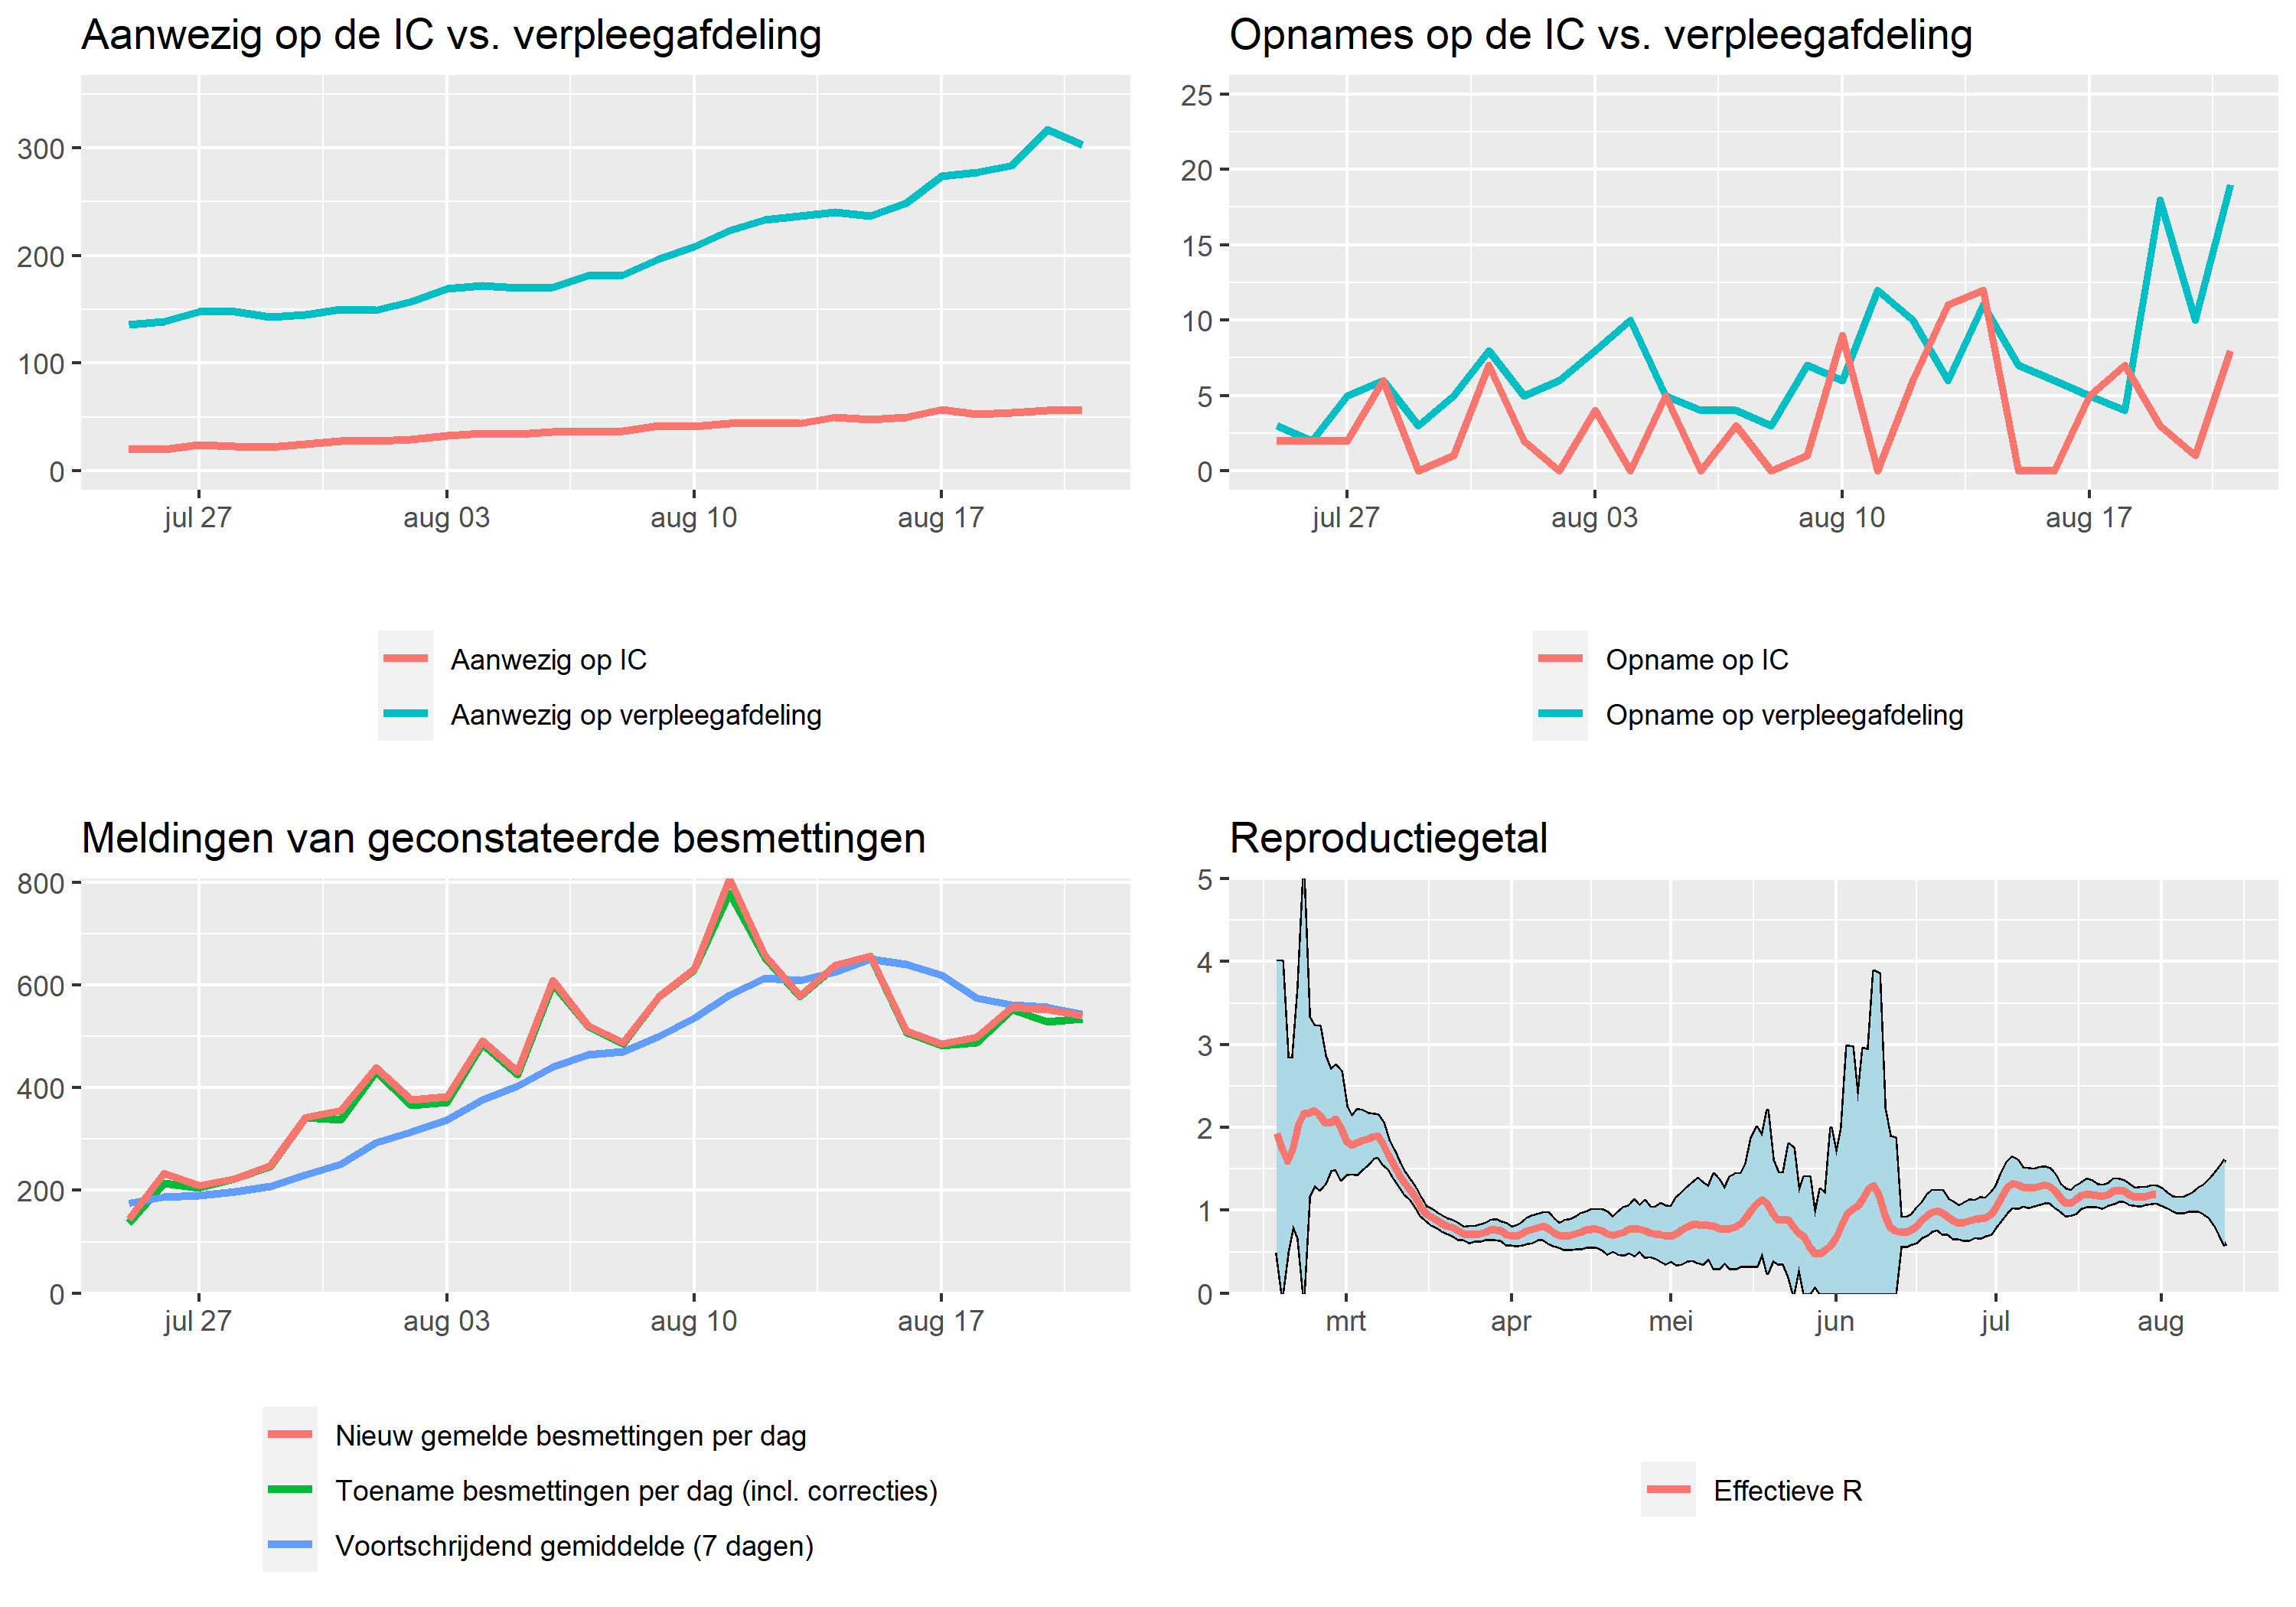 Aanwezig op de IC vs. verpleegafdeling
300
200
100
0
jul 27 aug 03 aug 10 aug 17
Aanwezig op IC
Aanwezig op verpleegafdeling
Opnames op de IC vs. verpleegafdeling
25
20
15
10
5
0
jul 27 aug 03 aug 10 aug 17
Opname op IC
Opname op verpleegafdeling
Meldingen van geconstateerde besmettingen
800
600
400
200
0
jul 27 aug 03 aug 10 aug 17
Nieuw gemelde besmettingen per dag
Toename besmettingen per dag (incl. correcties)
Voortschrijdend gemiddelde (7 dagen)
Reproductiegetal
5
4
3
2
1
0
mrt apr mei jun jul aug
Effectieve R